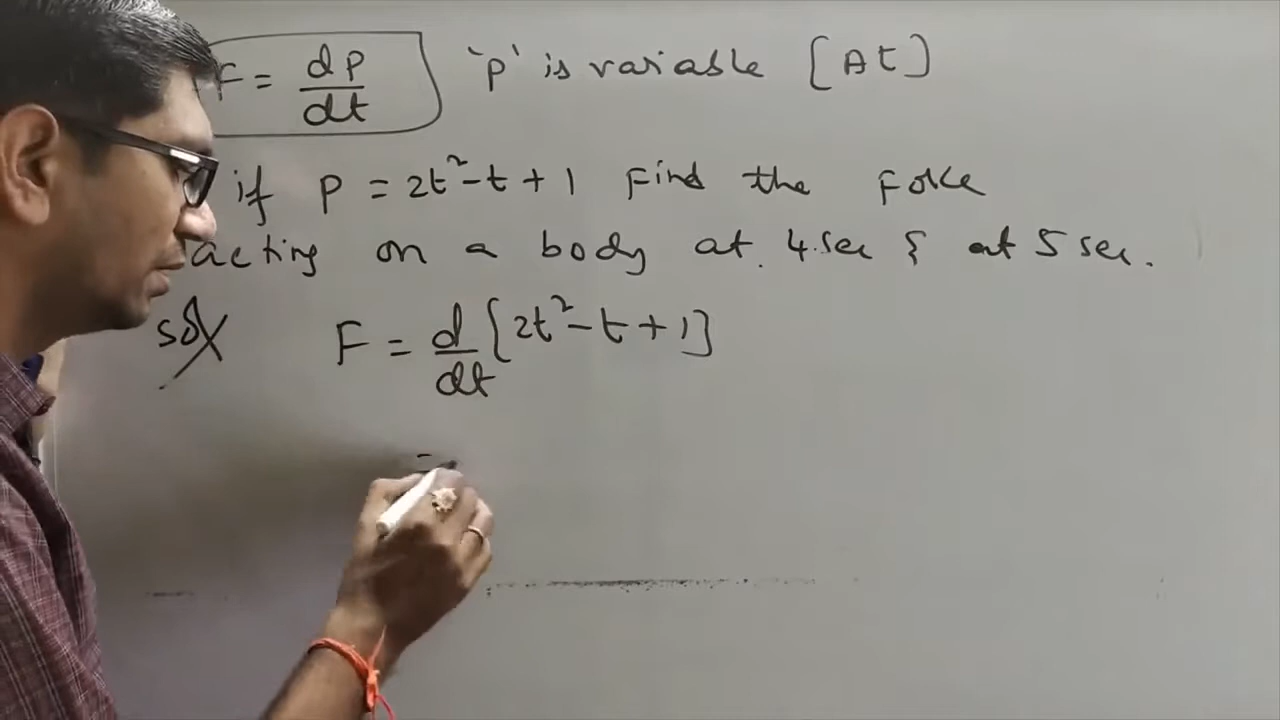 F = dp/dt 'p' is variable [At]
if P = 2t²-t+1 Find the Force
acting on a body at 4 sec & at 5 sec.
sol F = d/dt [2t²-t+1]
=